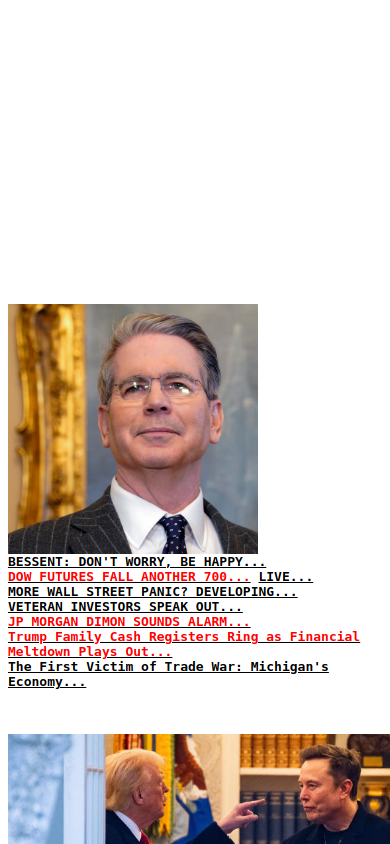 BESSENT: DON'T WORRY, BE HAPPY...
DOW FUTURES FALL ANOTHER 700... LIVE...
MORE WALL STREET PANIC? DEVELOPING...
VETERAN INVESTORS SPEAK OUT...
JP MORGAN DIMON SOUNDS ALARM...
Trump Family Cash Registers Ring as Financial
Meltdown Plays Out...
The First Victim of Trade War: Michigan's
Economy...